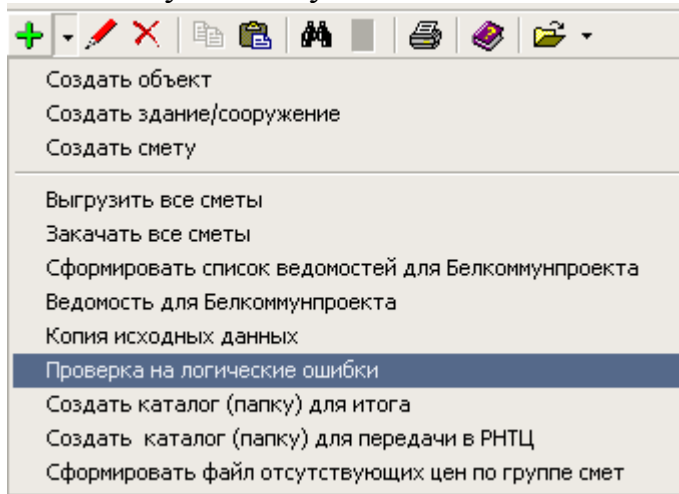 Создать объект
Создать здание/сооружение
Создать смету
Выгрузить все сметы
Закачать все сметы
Сформировать список ведомостей для Белкоммунпроекта
Ведомость для Белкоммунпроекта
Копия исходных данных
Проверка на логические ошибки
Создать каталог (папку) для итога
Создать каталог (папку) для передачи в РНТЦ
Сформировать файл отсутствующих цен по группе смет